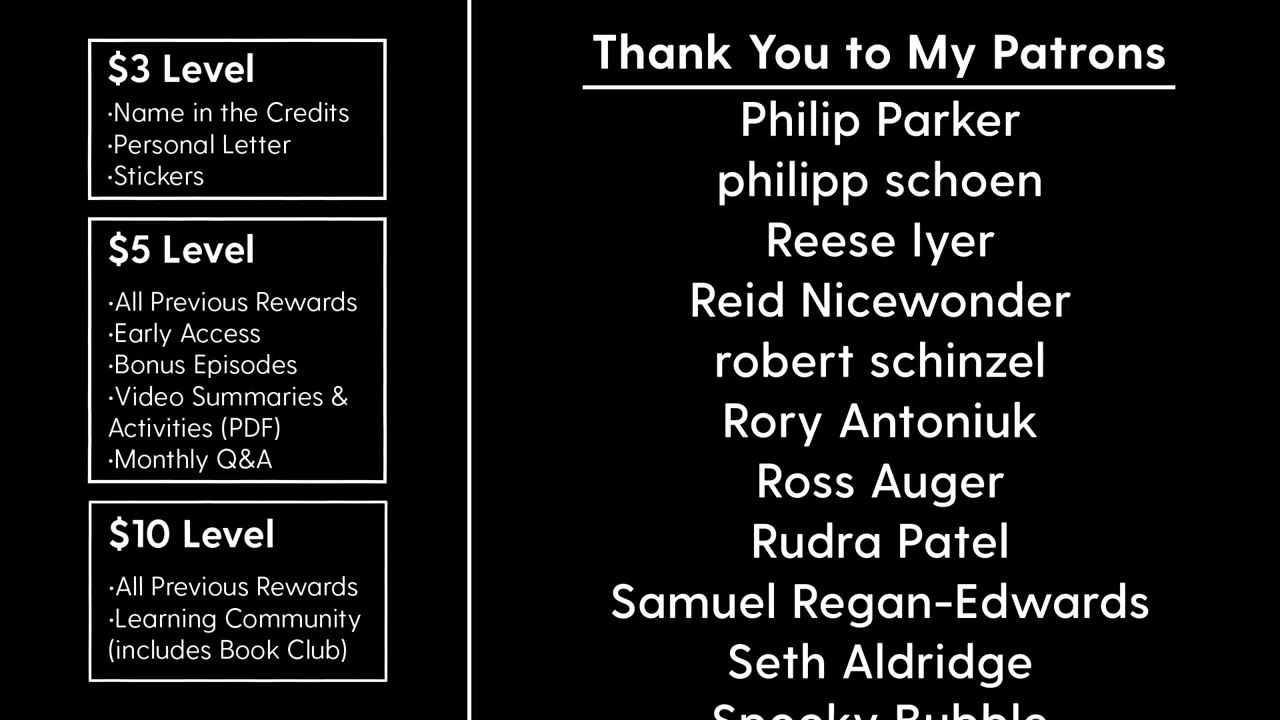 $3 Level
·Name in the Credits
·Personal Letter
·Stickers
$5 Level
·All Previous Rewards
·Early Access
·Bonus Episodes
·Video Summaries &
Activities (PDF)
·Monthly Q&A
$10 Level
·All Previous Rewards
·Learning Community
(includes Book Club)
Thank You to My Patrons
Philip Parker
philipp schoen
Reese Iyer
Reid Nicewonder
robert schinzel
Rory Antoniuk
Ross Auger
Rudra Patel
Samuel Regan-Edwards
Seth Aldridge
Spooky Bubble